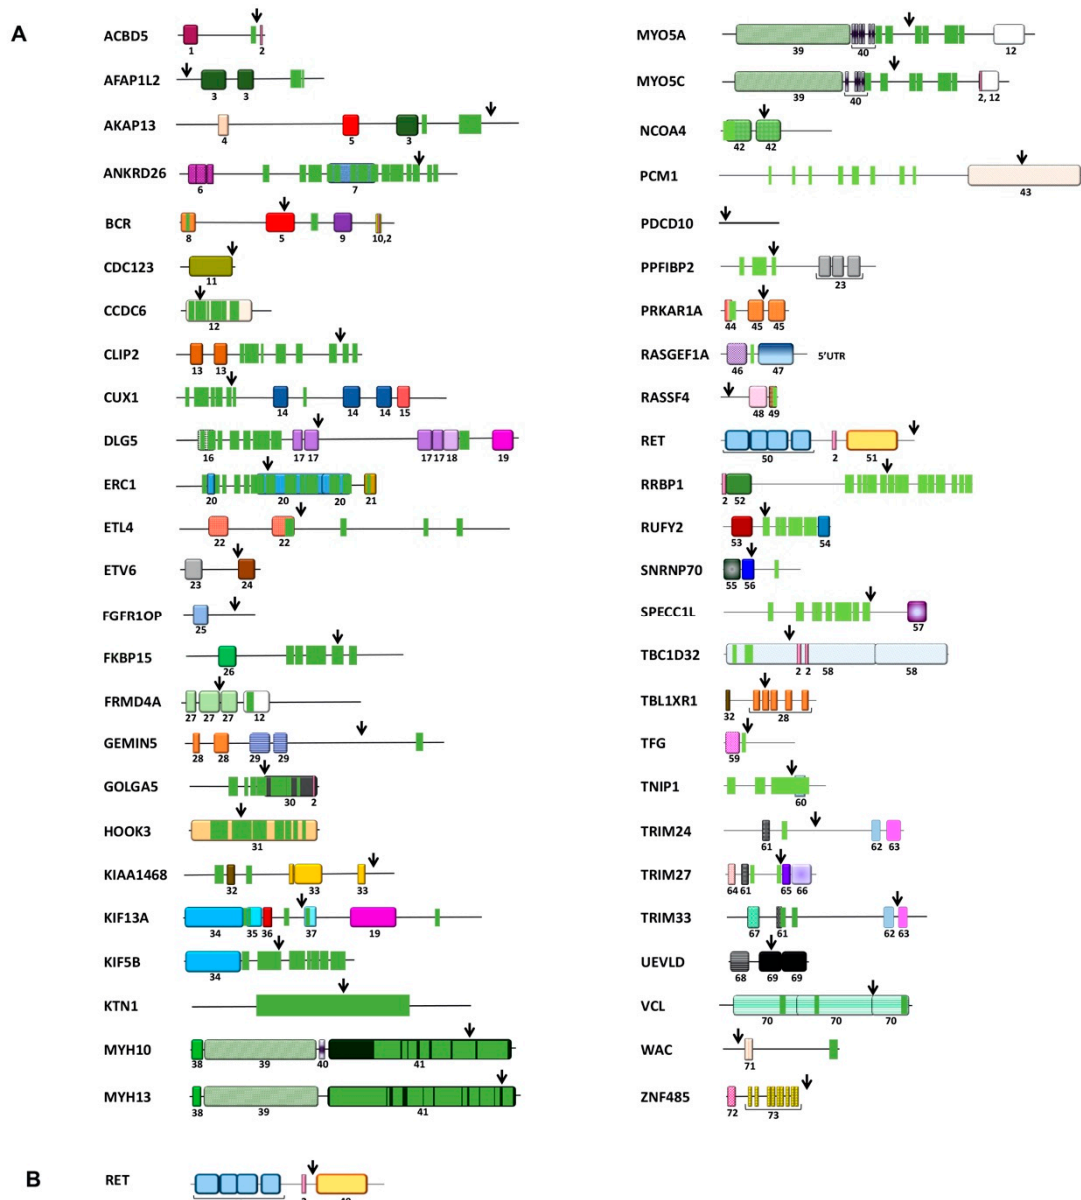 A
ACBD5
1 2
AFAP1L2
3 3
AKAP13
4 5 3
ANKRD26
6 7
BCR
8 5 9 10,2
CDC123
11
CCDC6
12
CLIP2
13 13
CUX1
14 14 14 15
DLG5
16 17 17 17 17 18 19
ERC1
20 20 20 21
ETL4
22 22
ETV6
23 24
FGFR1OP
25
FKBP15
26
FRMD4A
27 27 27 12
GEMIN5
28 28 29 29
GOLGA5
30 2
HOOK3
31
KIAA1468
32 33 33
KIF13A
34 35 36 37 19
KIF5B
34
KTN1
MYH10
38 39 40 41
MYH13
38 39 41
MYO5A
39 40 12
MYO5C
39 40 2, 12
NCOA4
42 42
PCM1
43
PDCD10
PPFIBP2
23
PRKAR1A
44 45 45
RASGEF1A 5'UTR
46 47
RASSF4
48 49
RET
50 2 51
RRBP1
2 52
RUFY2
53 54
SNRNP70
55 56
SPECC1L
57
TBC1D32
2 2 58 58
TBL1XR1
32 28
TFG
59
TNIP1
60
TRIM24
61 62 63
TRIM27
64 61 65 66
TRIM33
67 61 62 63
UEVLD
68 69 69
VCL
70 70 70
WAC
71
ZNF485
72 73
B
RET